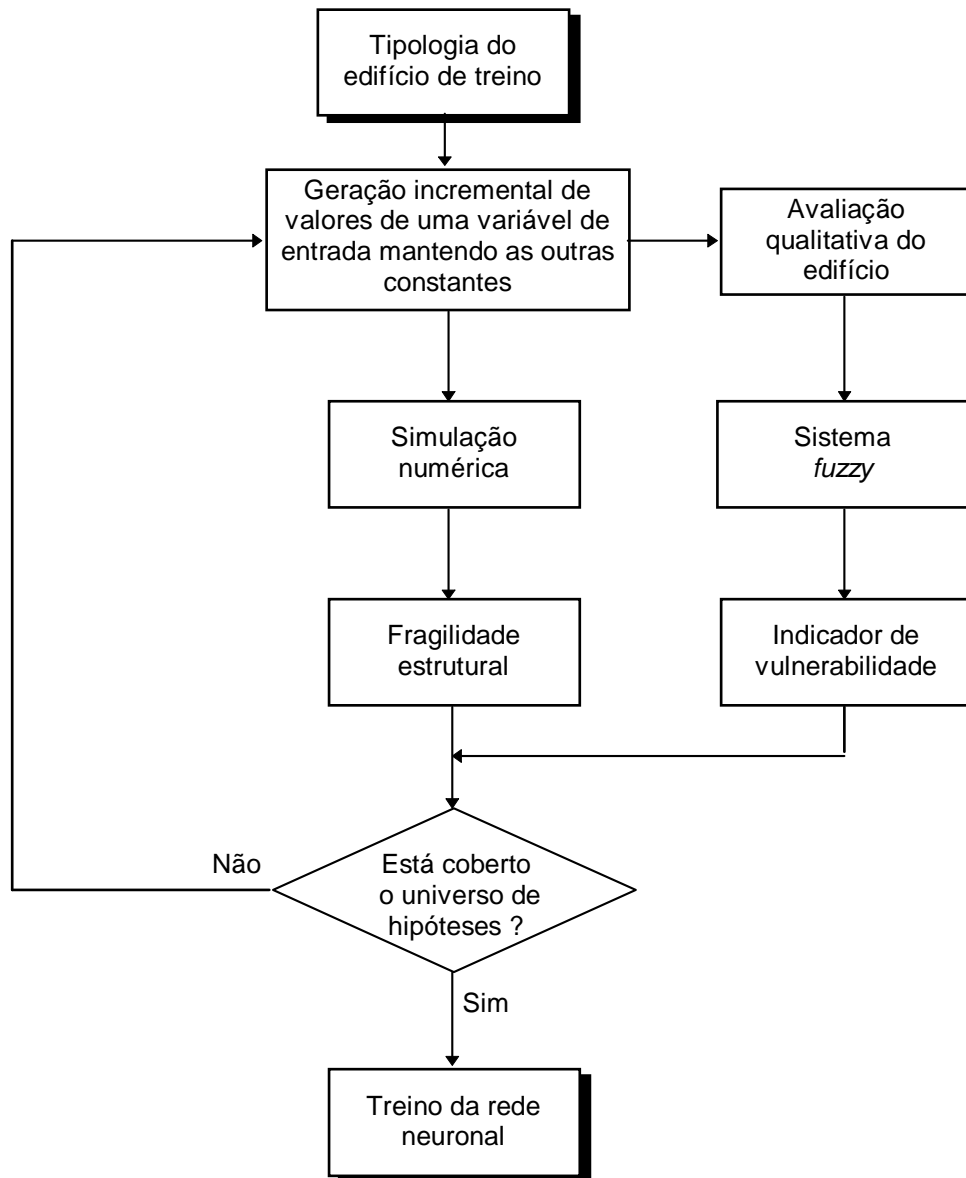 Tipologia do
edifício de treino
Geração incremental de
valores de uma variável de
entrada mantendo as outras
constantes
Avaliação
qualitativa do
edifício
Simulação
numérica
Sistema
fuzzy
Fragilidade
estrutural
Indicador de
vulnerabilidade
Não
Está coberto
o universo de
hipóteses ?
Sim
Treino da rede
neuronal